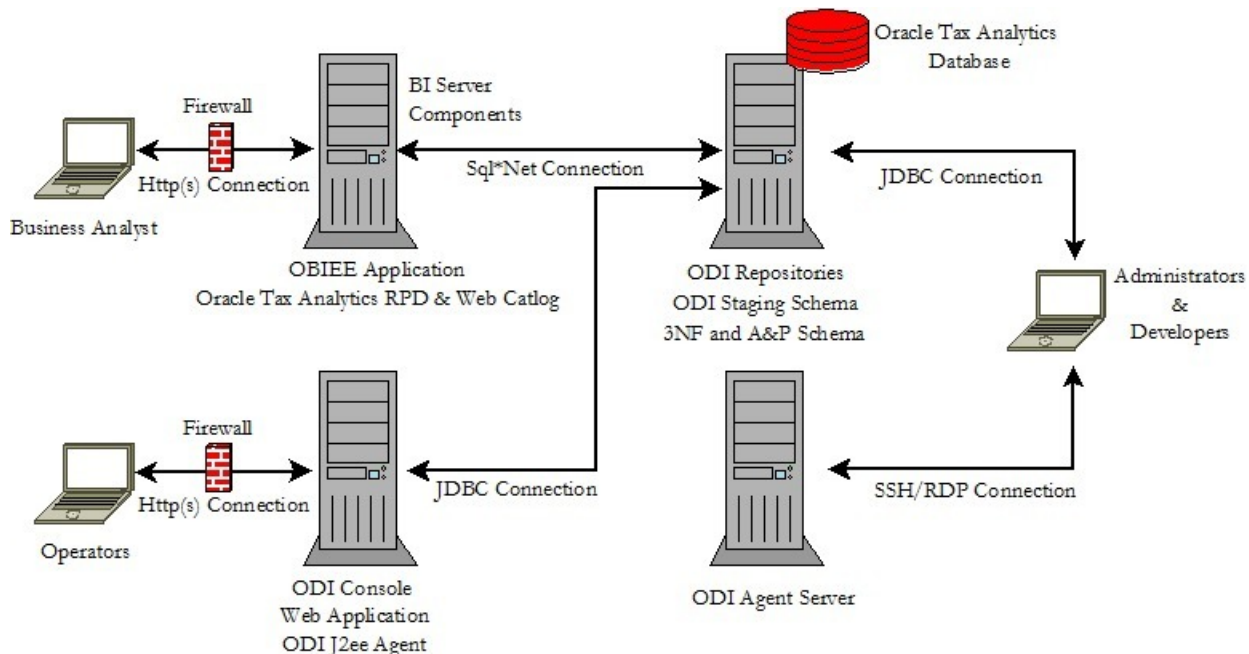 Oracle Tax Analytics
Database
BI Server
Components
Firewall
Http(s) Connection
Business Analyst
Sql*Net Connection
JDBC Connection
OBIEE Application
Oracle Tax Analytics RPD & Web Catlog
ODI Repositories
ODI Staging Schema
3NF and A&P Schema
Administrators
&
Developers
Firewall
Http(s) Connection
Operators
JDBC Connection
SSH/RDP Connection
ODI Console
Web Application
ODI J2ee Agent
ODI Agent Server